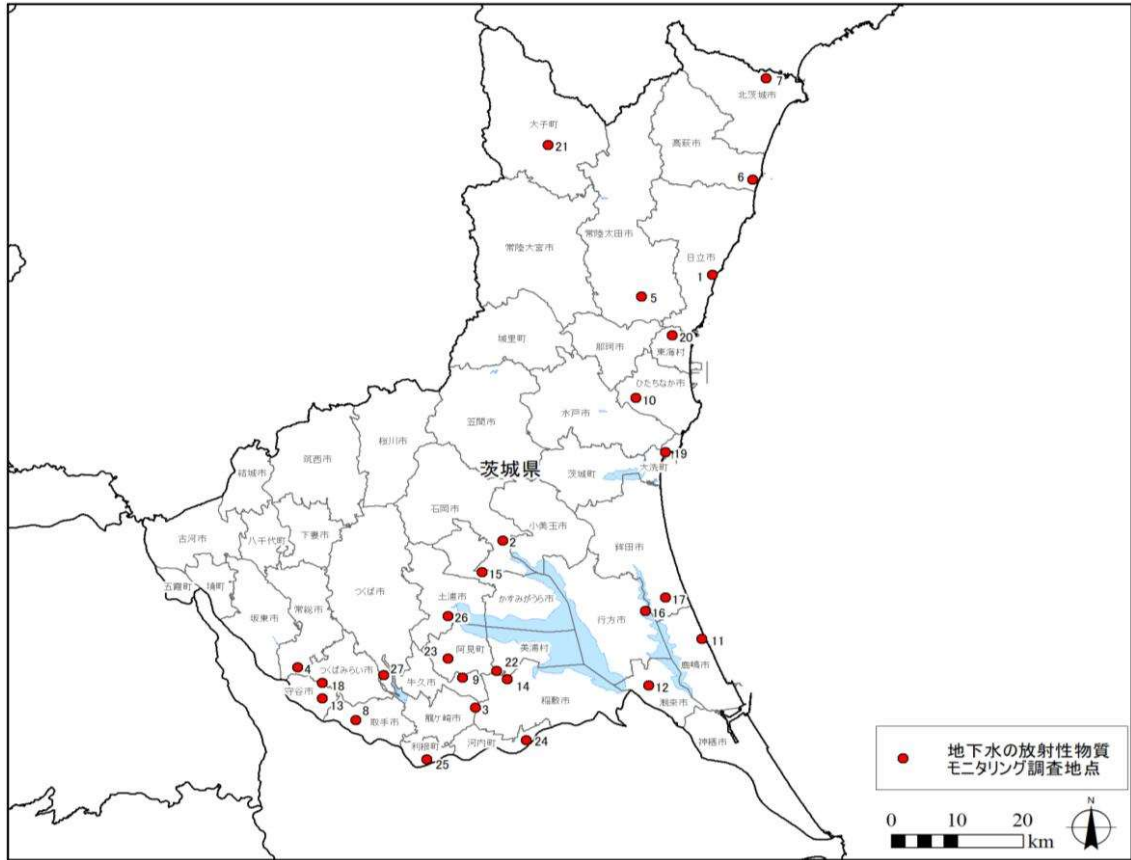 7
北茨城市
大子町
21
高萩市
6
常陸太田市
常陸大宮市
日立市
1
5
20
城里町
那珂市
東海村
ひたちなか市
10
笠間市
水戸市
桜川市
19
筑西市
茨城県
茨城町
大洗町
結城市
石岡市
小美玉市
古河市
八千代町
下妻市
2
鉾田市
五霞町
境町
つくば市
15
かすみがうら市
坂東市
常総市
土浦市
17
16
26
行方市
11
阿見町
美浦村
23
鹿嶋市
4
つくばみらい市
27
22
牛久市
9
14
12
18
守谷市
稲敷市
潮来市
13
3
8
取手市
龍ケ崎市
神栖市
河内町
24
利根町
25
地下水の放射性物質
モニタリング調査地点
N
0 10 20
km